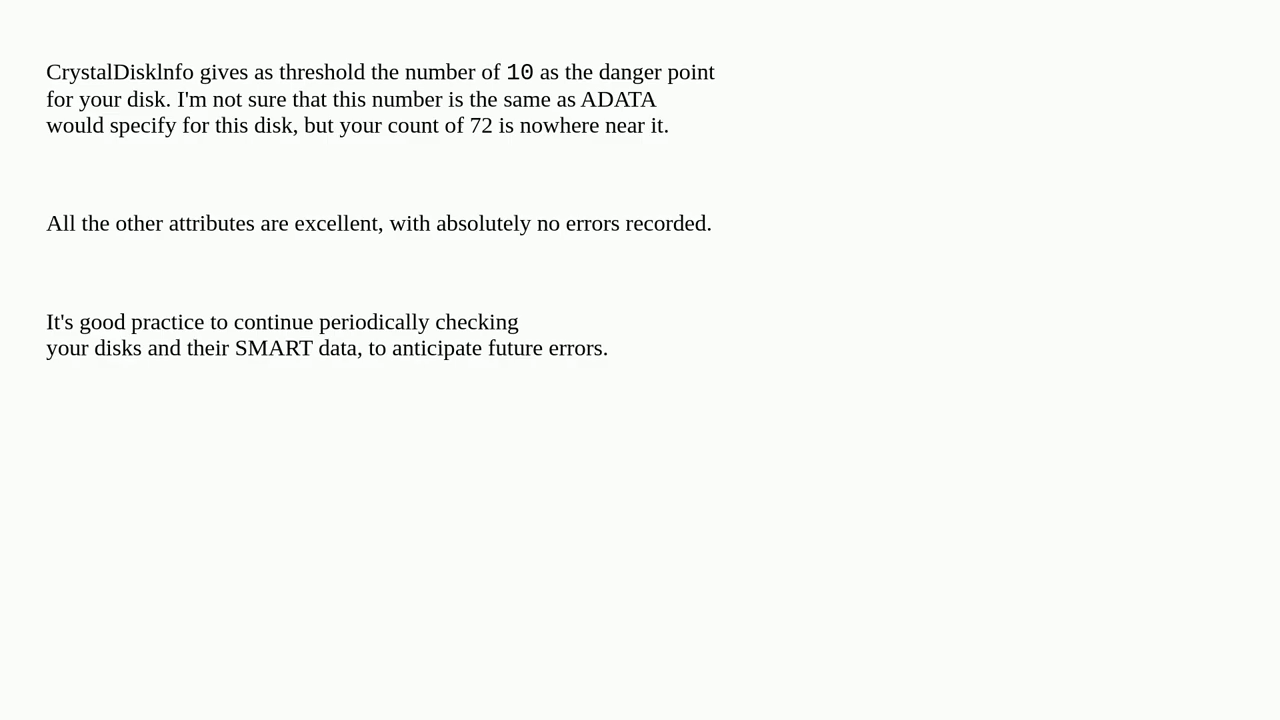 CrystalDisklnfo gives as threshold the number of 10 as the danger point
for your disk. I'm not sure that this number is the same as ADATA
would specify for this disk, but your count of 72 is nowhere near it.
All the other attributes are excellent, with absolutely no errors recorded.
It's good practice to continue periodically checking
your disks and their SMART data, to anticipate future errors.